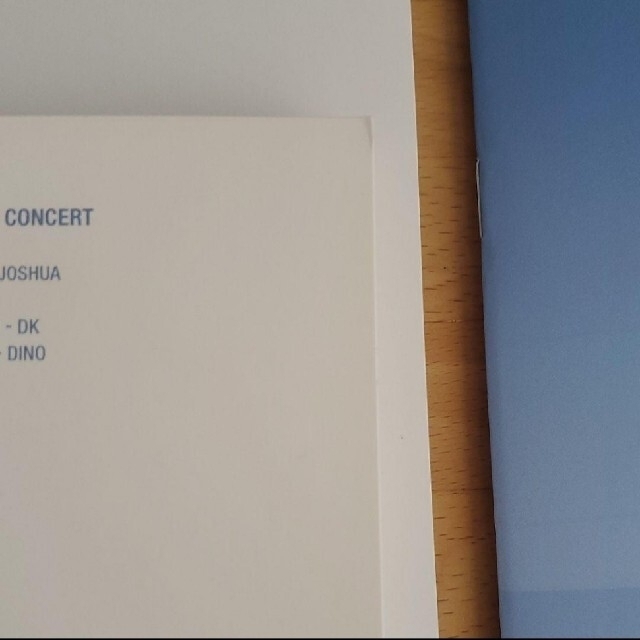 CONCERT
JOSHUA
- DK
- DINO